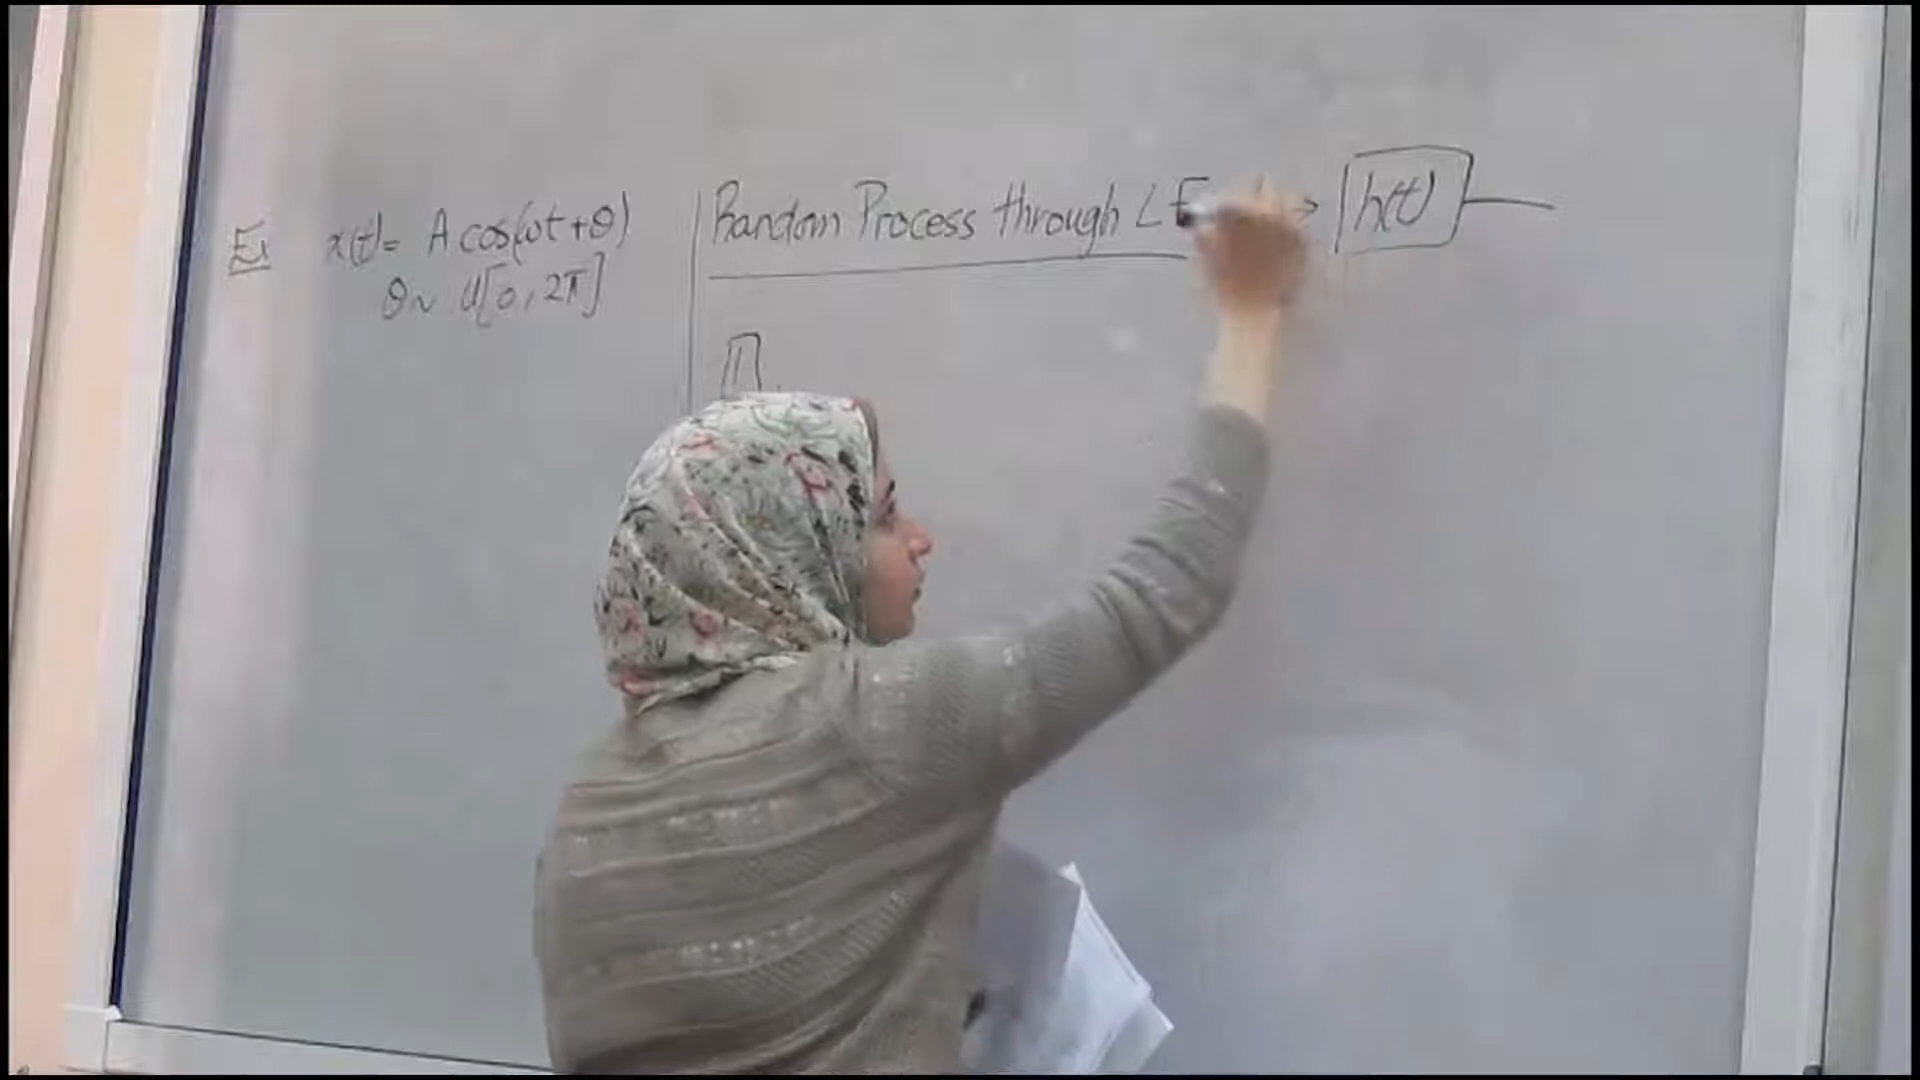 Ex x(t) = A cos(ωt + θ)
θ ~ U[0, 2π]
Random Process through
h(t)